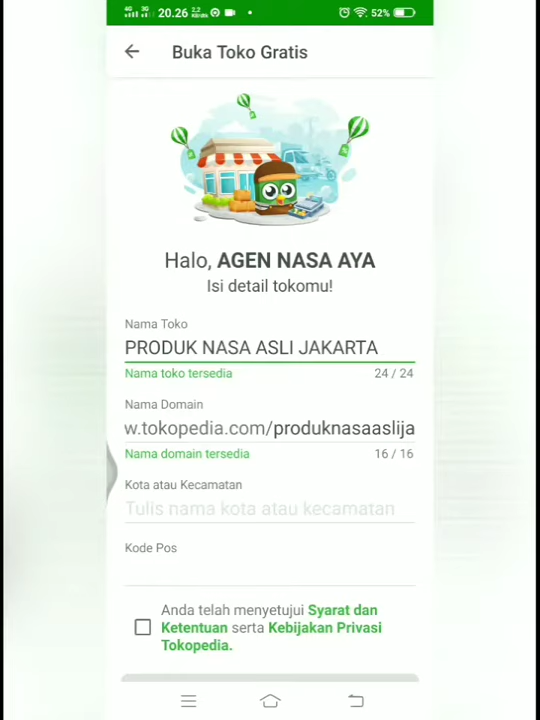 20.26
52%
Buka Toko Gratis
Halo, AGEN NASA AYA
Isi detail tokomu!
Nama Toko
PRODUK NASA ASLI JAKARTA
Nama toko tersedia 24 / 24
Nama Domain
w.tokopedia.com/produknasaaslija
Nama domain tersedia 16 / 16
Kota atau Kecamatan
Tulis nama kota atau kecamatan
Kode Pos
Anda telah menyetujui Syarat dan
Ketentuan serta Kebijakan Privasi
Tokopedia.